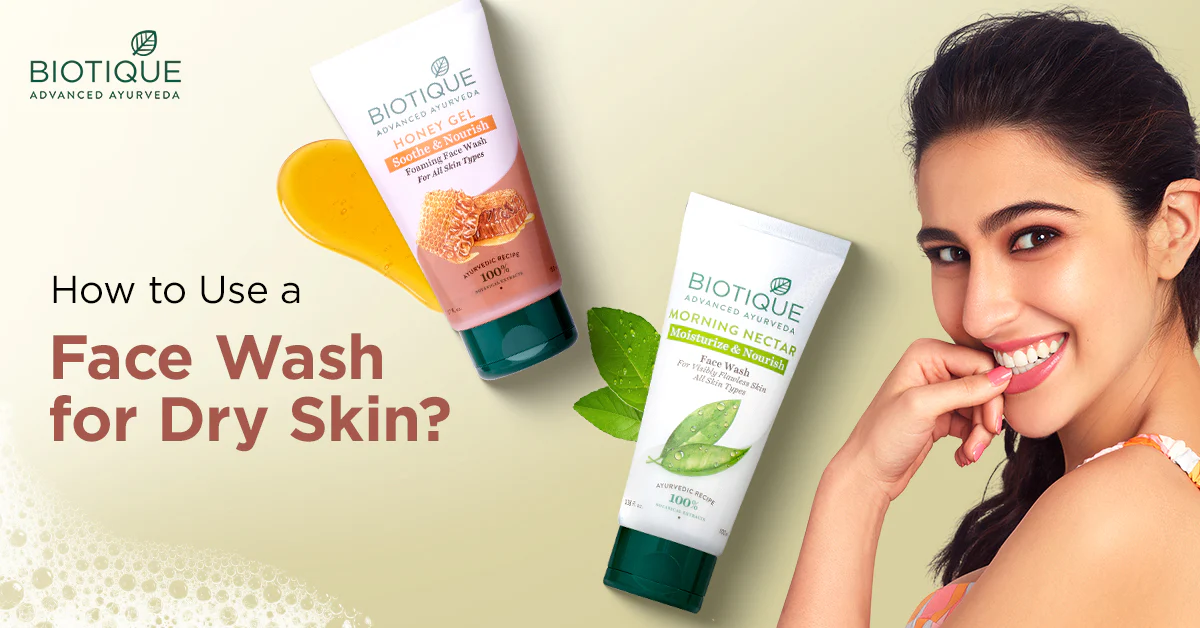 BIOTIQUE
ADVANCED AYURVEDA
How to Use a
Face Wash
for Dry Skin?
BIOTIQUE
ADVANCED AYURVEDA
HONEY GEL
Soothe & Nourish
Foaming Face Wash
For All Skin Types
AYURVEDIC RECIPE
100%
BOTANICAL EXTRACTS
BIOTIQUE
ADVANCED AYURVEDA
MORNING NECTAR
Moisturize & Nourish
Face Wash
For Visibly Flawless Skin
All Skin Types
AYURVEDIC RECIPE
100%
BOTANICAL EXTRACTS